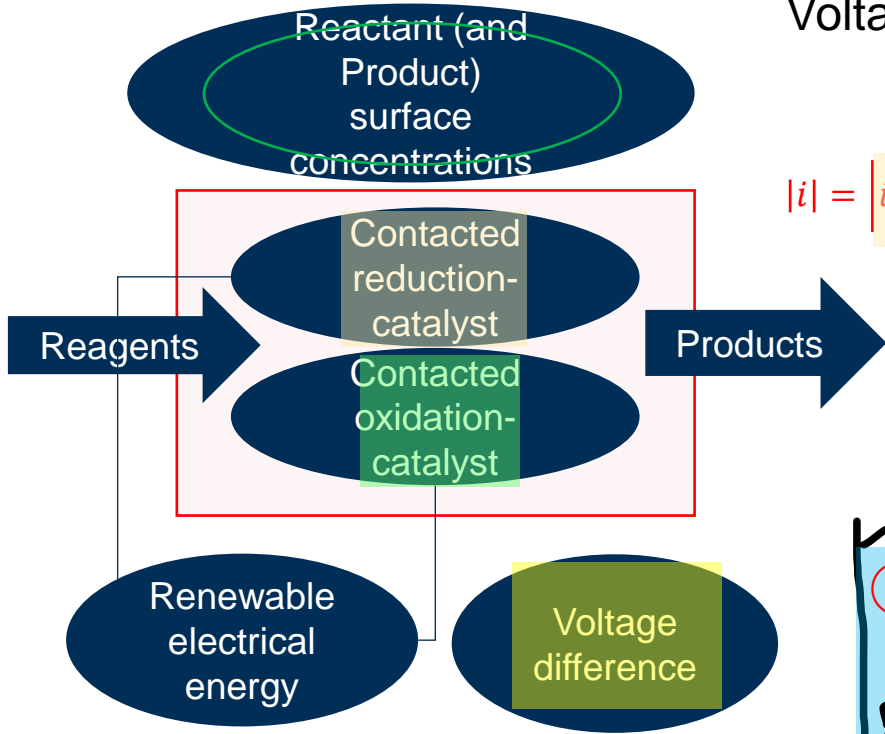 Reactant (and
Product)
surface
concentrations
Volta
|i| =
Contacted
reduction-
catalyst
Reagents
Products
Contacted
oxidation-
catalyst
Renewable
electrical
energy
Voltage
difference